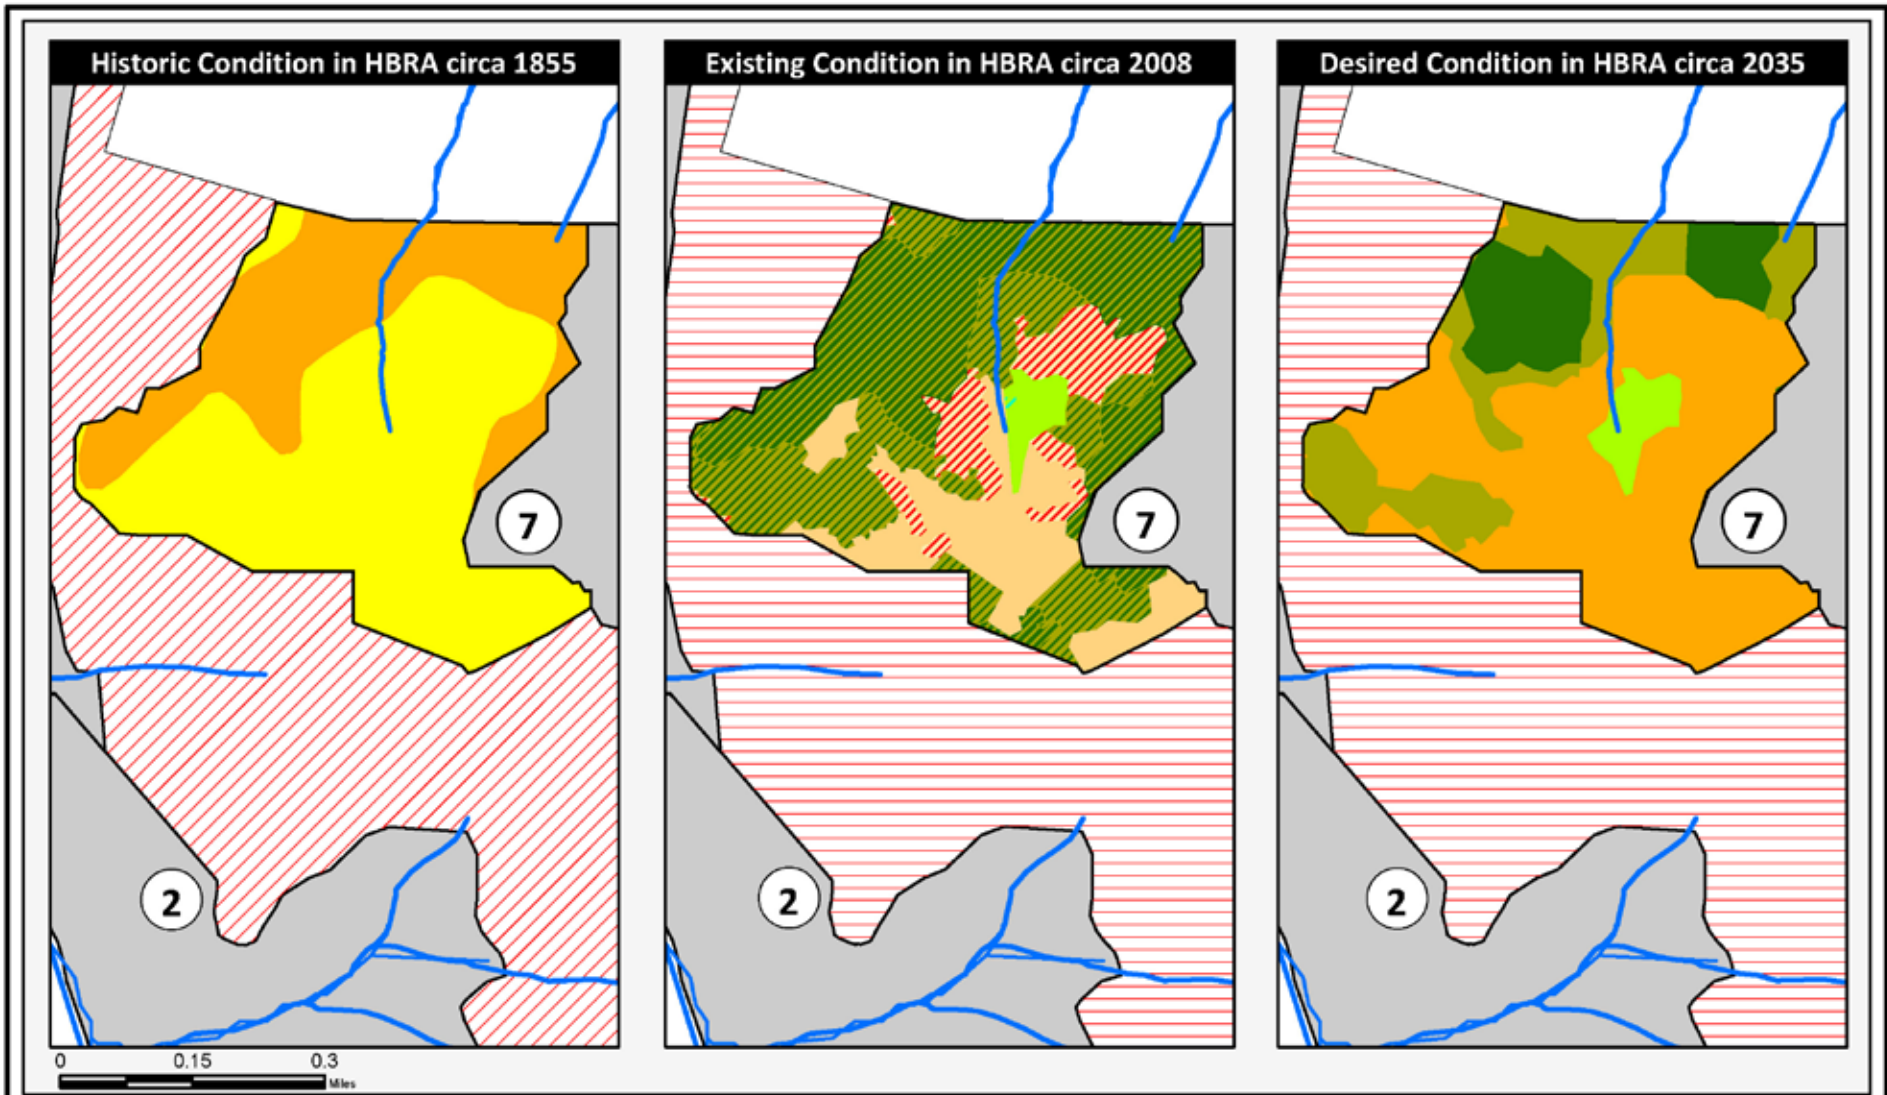 Historic Condition in HBRA circa 1855
Existing Condition in HBRA circa 2008
Desired Condition in HBRA circa 2035
7
7
7
2
2
2
0 0.15 0.3
Miles